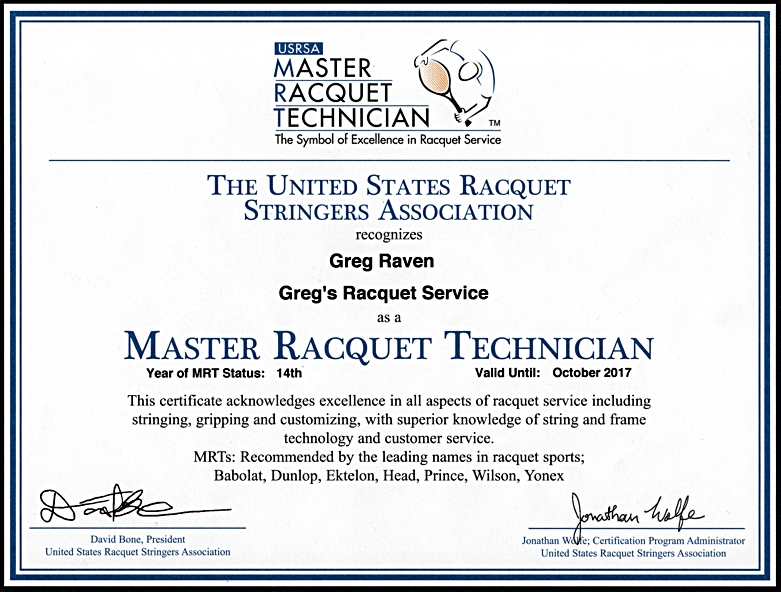 USRSA
MASTER
RACQUET
TECHNICIAN
TM
The Symbol of Excellence in Racquet Service
THE UNITED STATES RACQUET
STRINGERS ASSOCIATION
recognizes
Greg Raven
Greg's Racquet Service
as a
MASTER RACQUET TECHNICIAN
Year of MRT Status: 14th Valid Until: October 2017
This certificate acknowledges excellence in all aspects of racquet service including
stringing, gripping and customizing, with superior knowledge of string and frame
technology and customer service.
MRTs: Recommended by the leading names in racquet sports;
Babolat, Dunlop, Ektelon, Head, Prince, Wilson, Yonex
Jonathan Wolfe
David Bone, President
United States Racquet Stringers Association
Jonathan Wolfe; Certification Program Administrator
United States Racquet Stringers Association